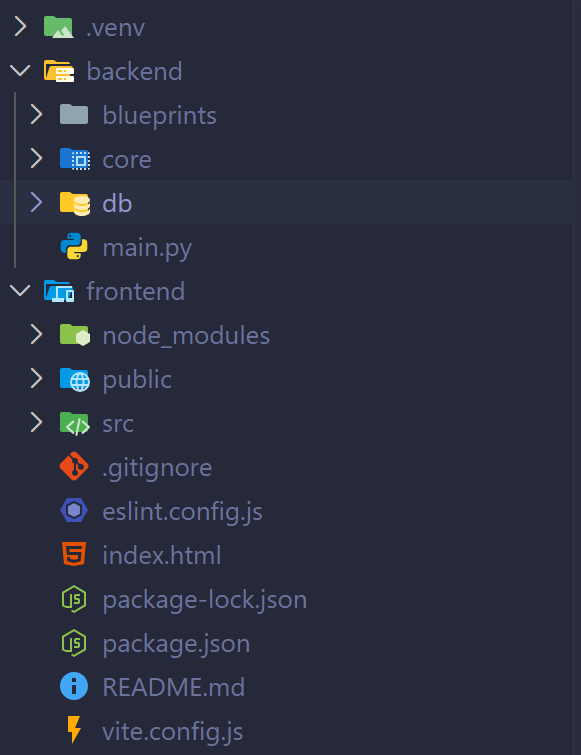 .venv
backend
blueprints
core
db
main.py
frontend
node_modules
public
src
.gitignore
eslint.config.js
index.html
package-lock.json
package.json
README.md
vite.config.js